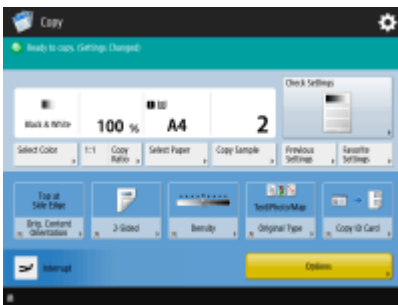 Copy
Ready to copy. (Settings Changed)
Check Settings
Black & White
100 %
A4
2
Select Color
1:1
Copy Ratio
Select Paper
Copy Sample
Previous Settings
Favorite Settings
Top at Side Edge
Text/Photo/Map
Orig. Content Orientation
2-Sided
Density
Original Type
Copy ID Card
Interrupt
Options